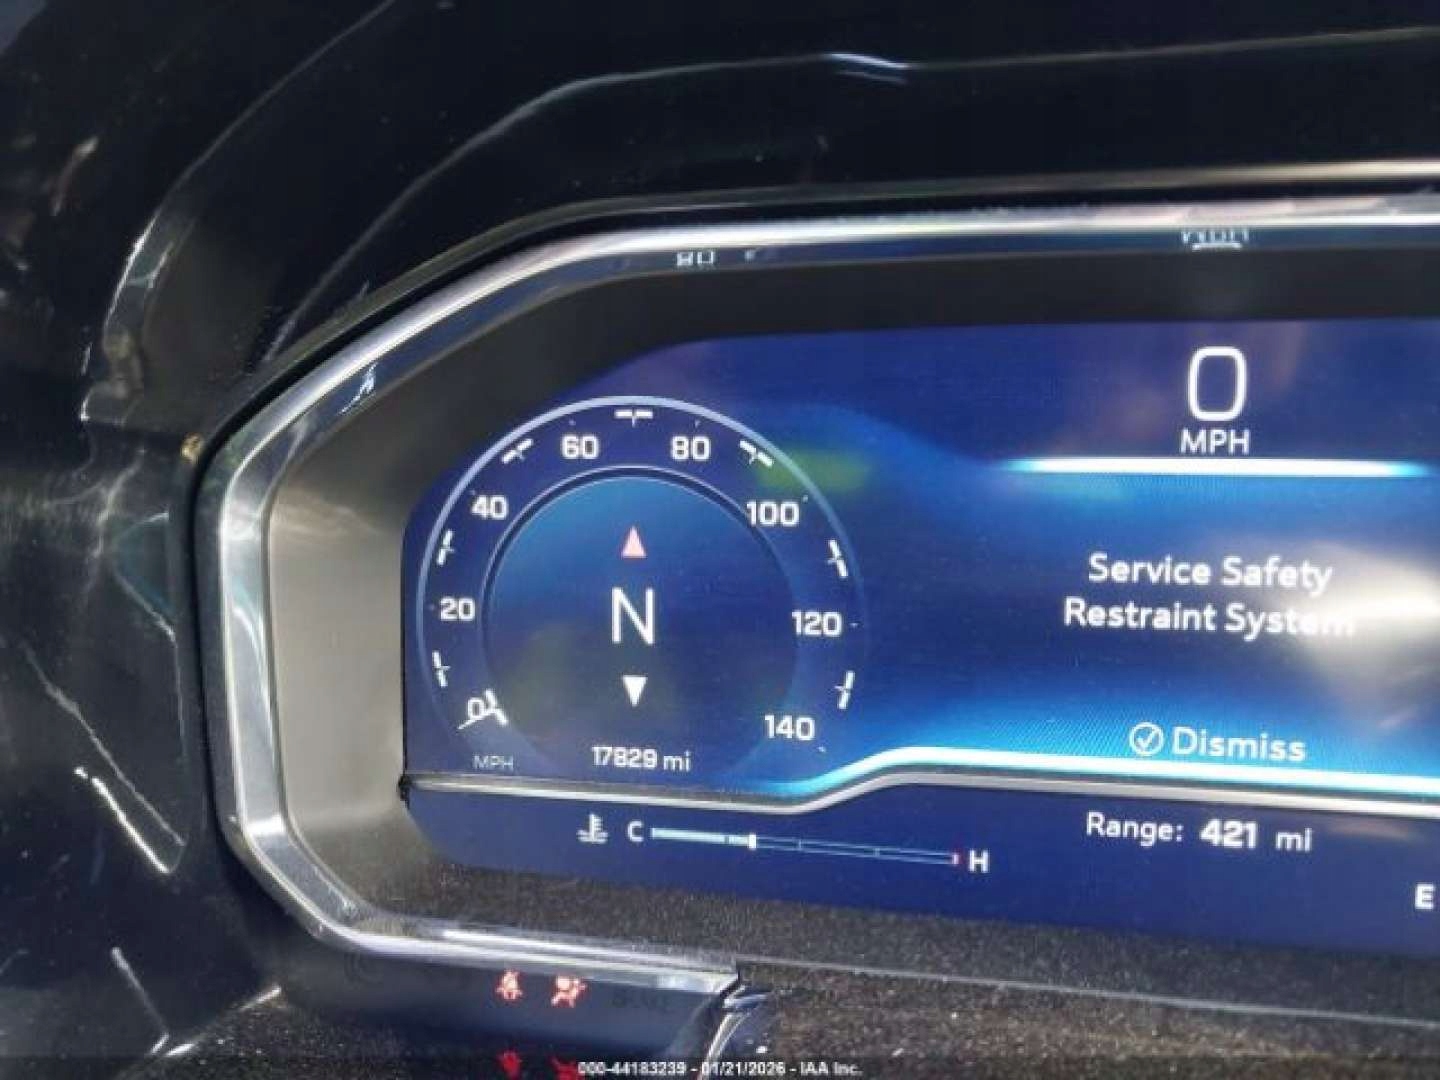 0
MPH
60 80
40 100
20 120
0 140
N
MPH
17829 mi
Service Safety
Restraint System
Dismiss
C H
Range: 421 mi
E
000-44183239 - 01/21/2026 - IAA Inc.